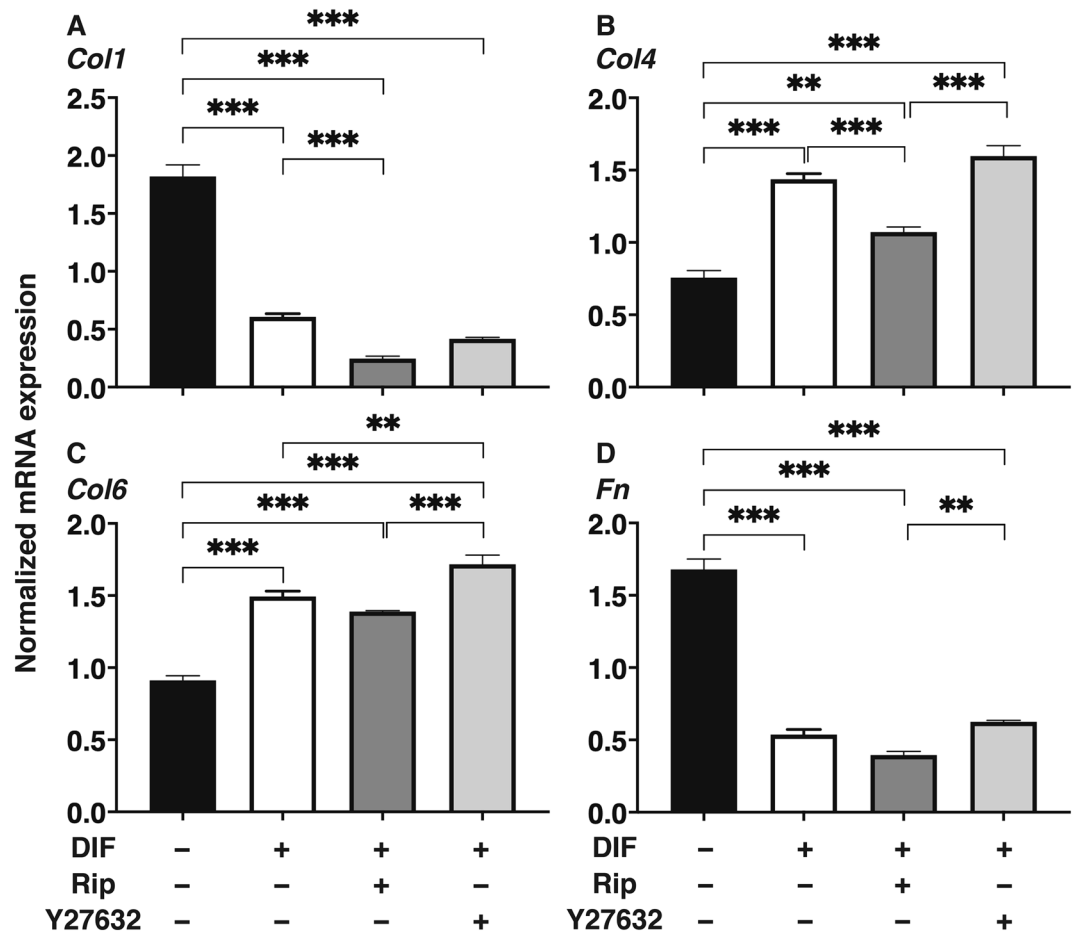 A
Col1
***
***
***
***
2.5
2.0
1.5
1.0
0.5
0.0
B
Col4
***
**
***
***
***
2.0
1.5
1.0
0.5
0.0
Normalized mRNA expression
C
Col6
**
***
***
***
***
2.0
1.5
1.0
0.5
0.0
DIF − + + +
Rip − − + −
Y27632 − − − +
D
Fn
***
***
***
**
2.0
1.5
1.0
0.5
0.0
DIF − + + +
Rip − − + −
Y27632 − − − +